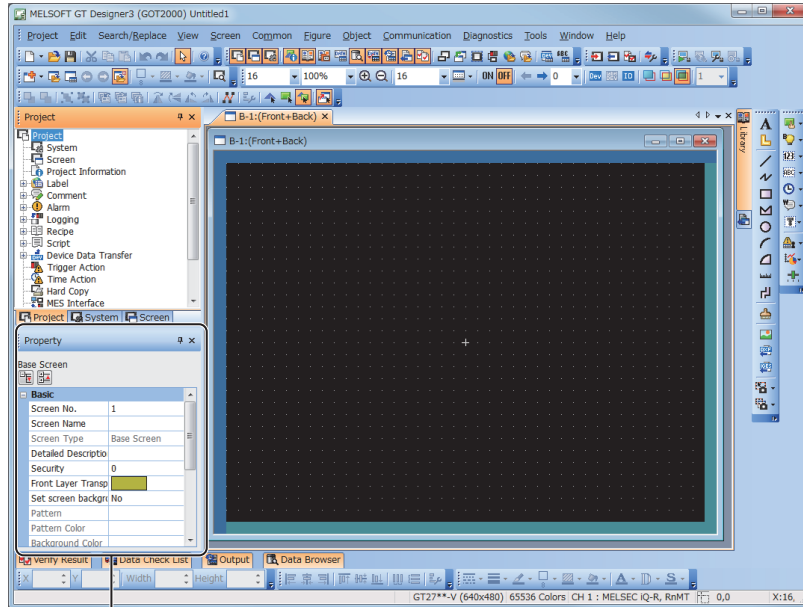 MELSOFT GT Designer3 (GOT2000) Untitled1
Project Edit Search/Replace View Screen Common Figure Object Communication Diagnostics Tools Window Help
16 100% 16 ON OFF 0 Dev ID 1
Project
B-1:(Front+Back)
B-1:(Front+Back)
Library
Project
System
Screen
Project Information
Label
Comment
Alarm
Logging
Recipe
Script
Device Data Transfer
Trigger Action
Time Action
Hard Copy
MES Interface
Project System Screen
Property
Base Screen
Basic
Screen No. 1
Screen Name
Screen Type Base Screen
Detailed Descriptio
Security 0
Front Layer Transp
Set screen backgro No
Pattern
Pattern Color
Background Color
Verify Result Data Check List Output Data Browser
X Y Width Height
GT27**-V (640x480) 65536 Colors CH 1 : MELSEC iQ-R, RnMT 0,0 X:16,